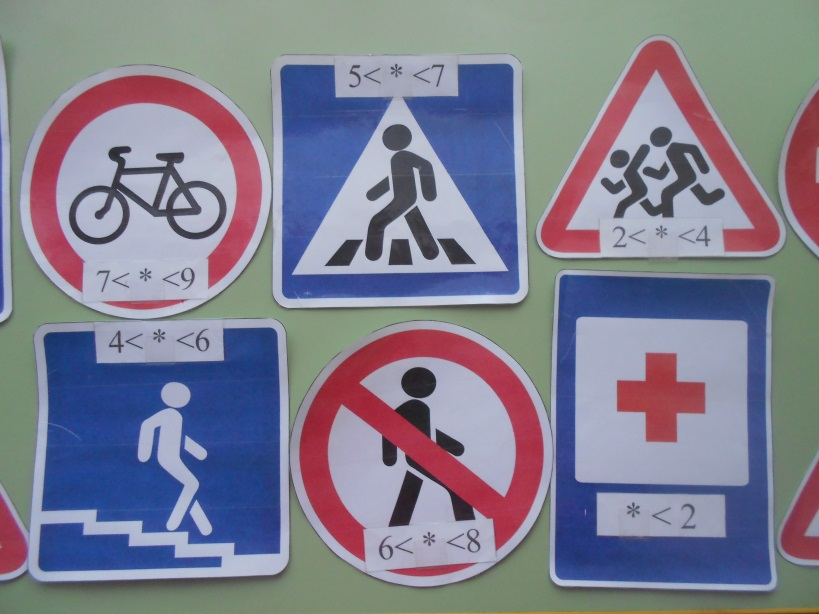 5< * <7
2< * <4
7< * <9
4< * <6
6< * <8
* < 2